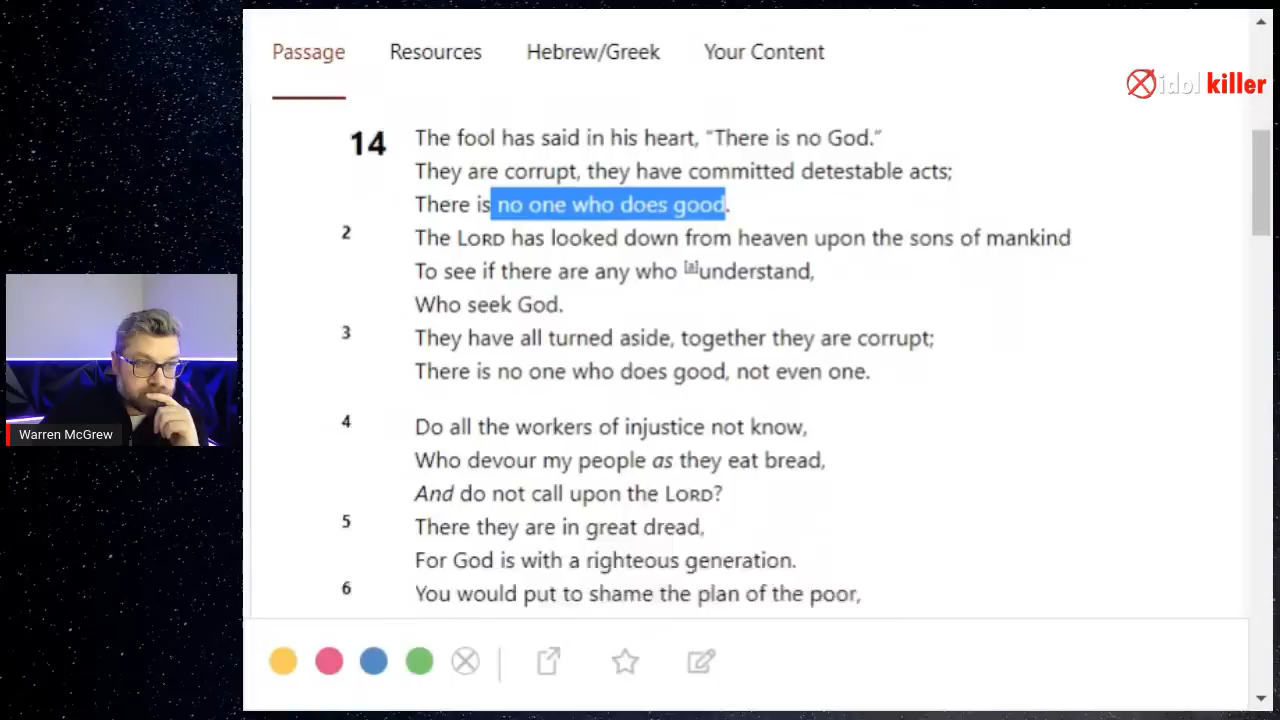 Passage Resources Hebrew/Greek Your Content
idol killer
14 The fool has said in his heart, “There is no God.”
They are corrupt, they have committed detestable acts;
There is no one who does good.
2 The LORD has looked down from heaven upon the sons of mankind
To see if there are any who [a]understand,
Who seek God.
3 They have all turned aside, together they are corrupt;
There is no one who does good, not even one.
4 Do all the workers of injustice not know,
Who devour my people as they eat bread,
And do not call upon the LORD?
5 There they are in great dread,
For God is with a righteous generation.
6 You would put to shame the plan of the poor,
Warren McGrew